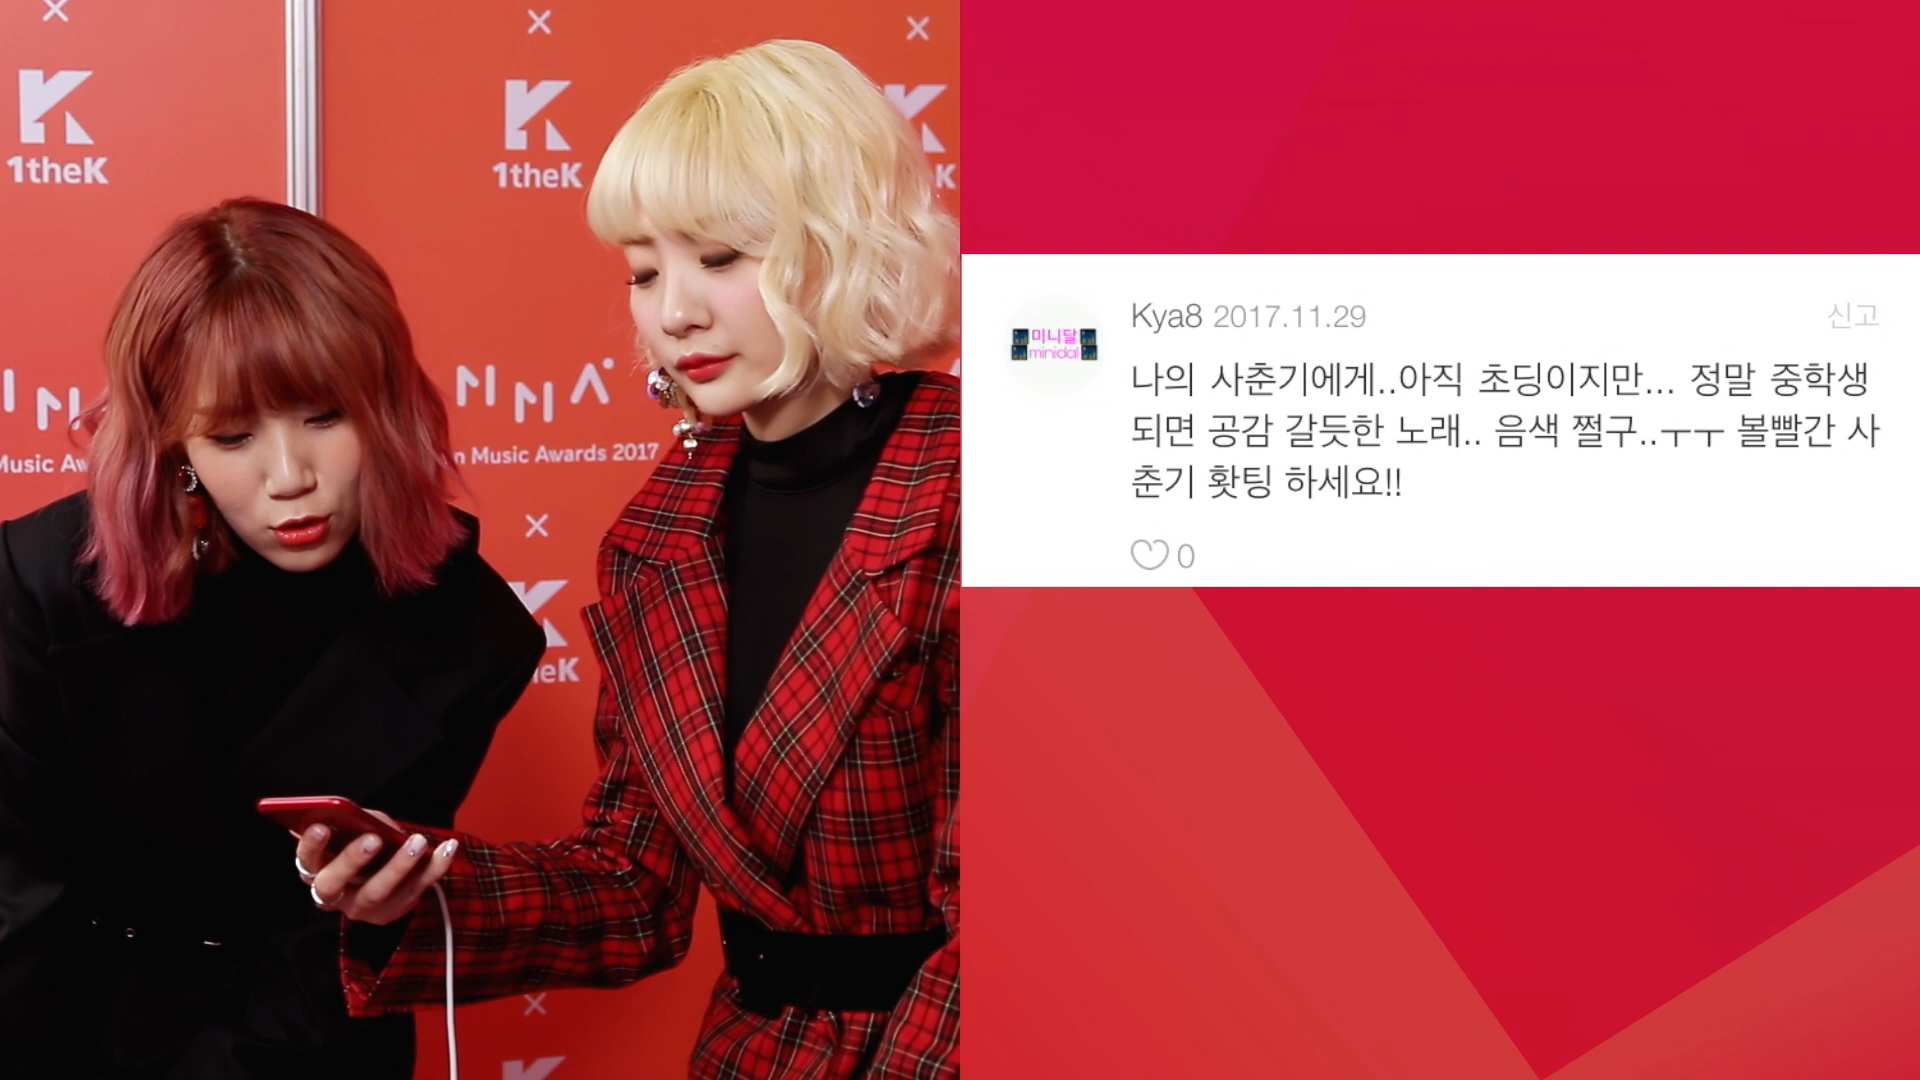 1theK
1theK
Music Aw
n Music Awards 2017
Kya8 2017.11.29
신고
미니달
minidal
나의 사춘기에게..아직 초딩이지만... 정말 중학생
되면 공감 갈듯한 노래.. 음색 쩔구..ㅜㅜ 볼빨간 사
춘기 홧팅 하세요!!
0